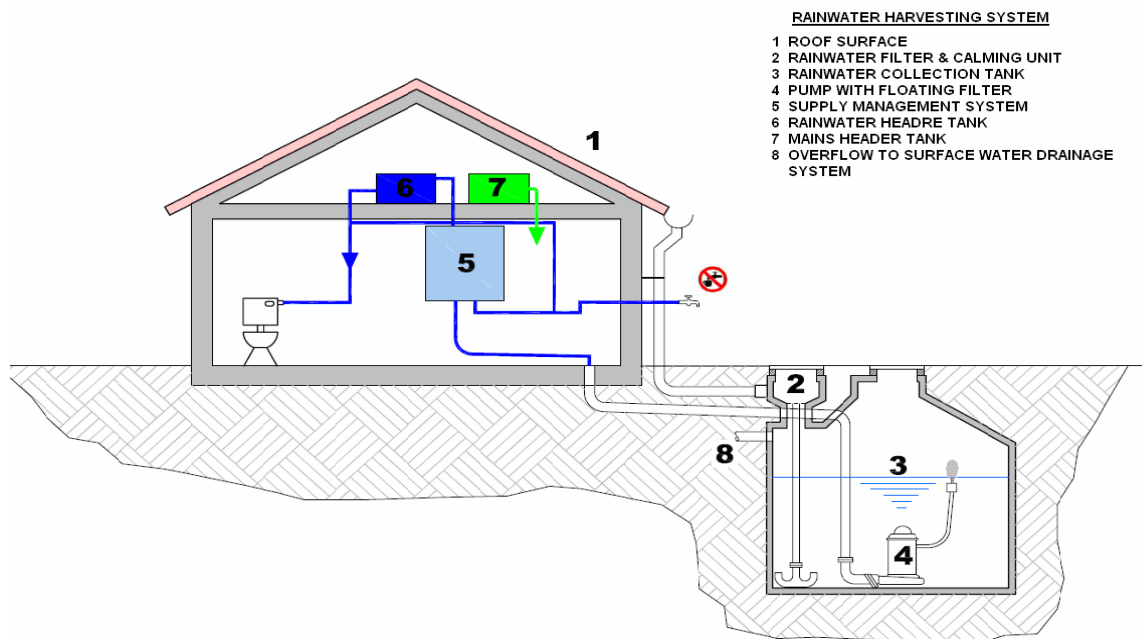 RAINWATER HARVESTING SYSTEM
1 ROOF SURFACE
2 RAINWATER FILTER & CALMING UNIT
3 RAINWATER COLLECTION TANK
4 PUMP WITH FLOATING FILTER
5 SUPPLY MANAGEMENT SYSTEM
6 RAINWATER HEADRE TANK
7 MAINS HEADER TANK
8 OVERFLOW TO SURFACE WATER DRAINAGE
SYSTEM
1
6
7
5
2
8
3
4